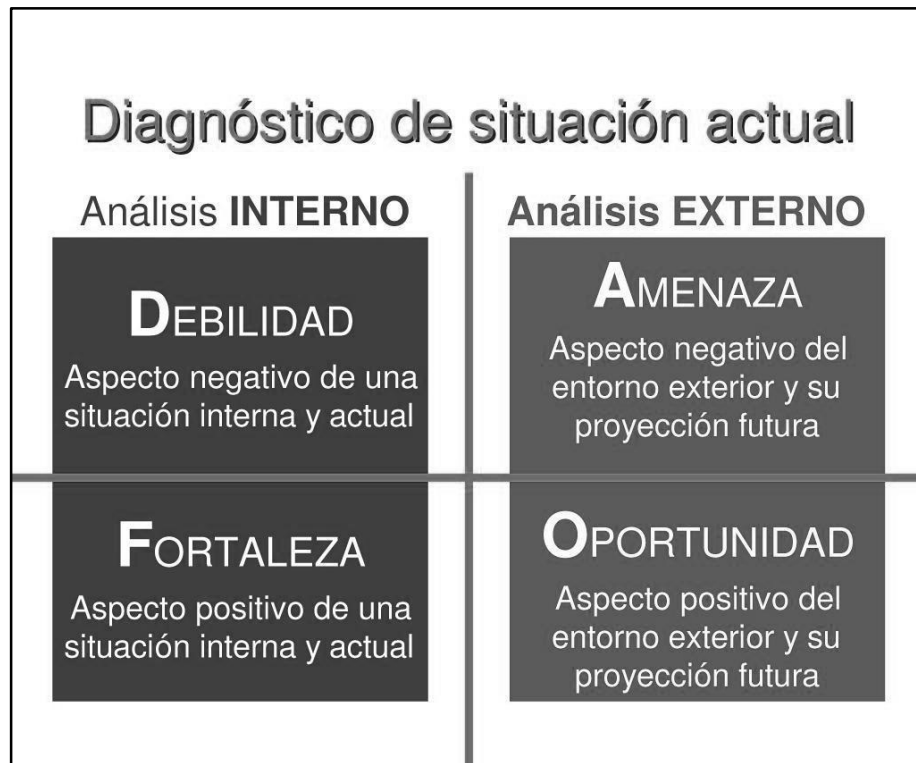 Diagnóstico de situación actual
Análisis INTERNO
DEBILIDAD
Aspecto negativo de una
situación interna y actual
FORTALEZA
Aspecto positivo de una
situación interna y actual
Análisis EXTERNO
AMENAZA
Aspecto negativo del
entorno exterior y su
proyección futura
OPORTUNIDAD
Aspecto positivo del
entorno exterior y su
proyección futura